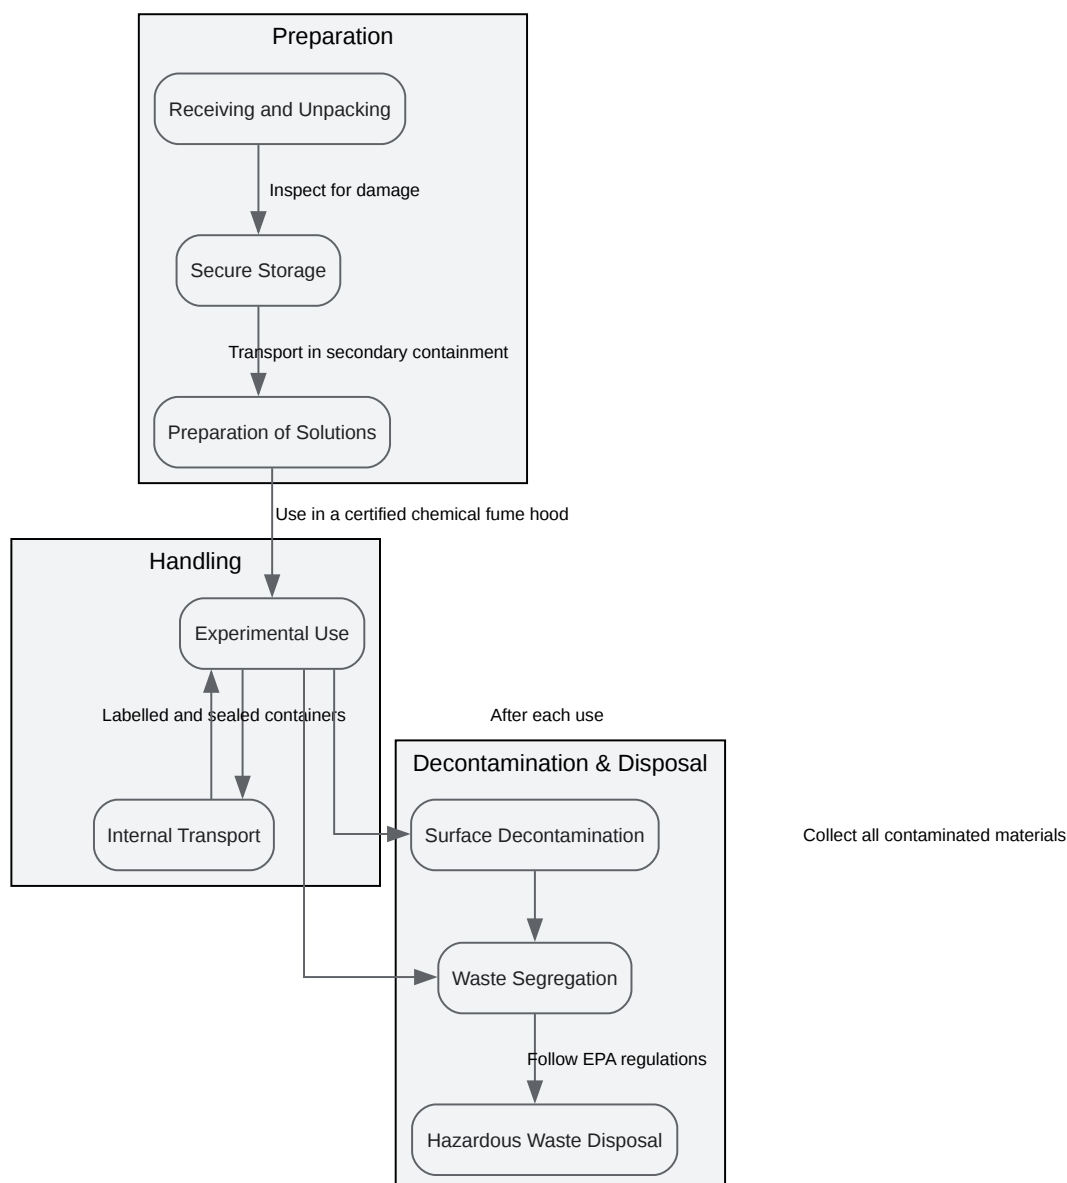 Preparation
Receiving and Unpacking
Inspect for damage
Secure Storage
Transport in secondary containment
Preparation of Solutions
Use in a certified chemical fume hood
Handling
Experimental Use
Labelled and sealed containers
After each use
Decontamination & Disposal
Internal Transport
Surface Decontamination
Collect all contaminated materials
Waste Segregation
Follow EPA regulations
Hazardous Waste Disposal